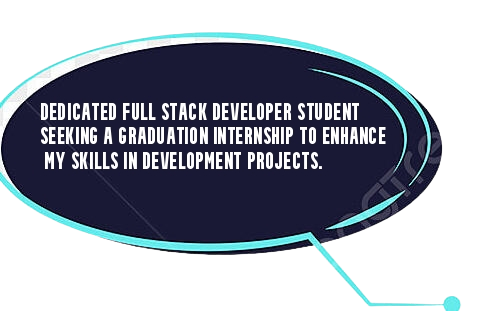 DEDICATED FULL STACK DEVELOPER STUDENT
SEEKING A GRADUATION INTERNSHIP TO ENHANCE
MY SKILLS IN DEVELOPMENT PROJECTS.